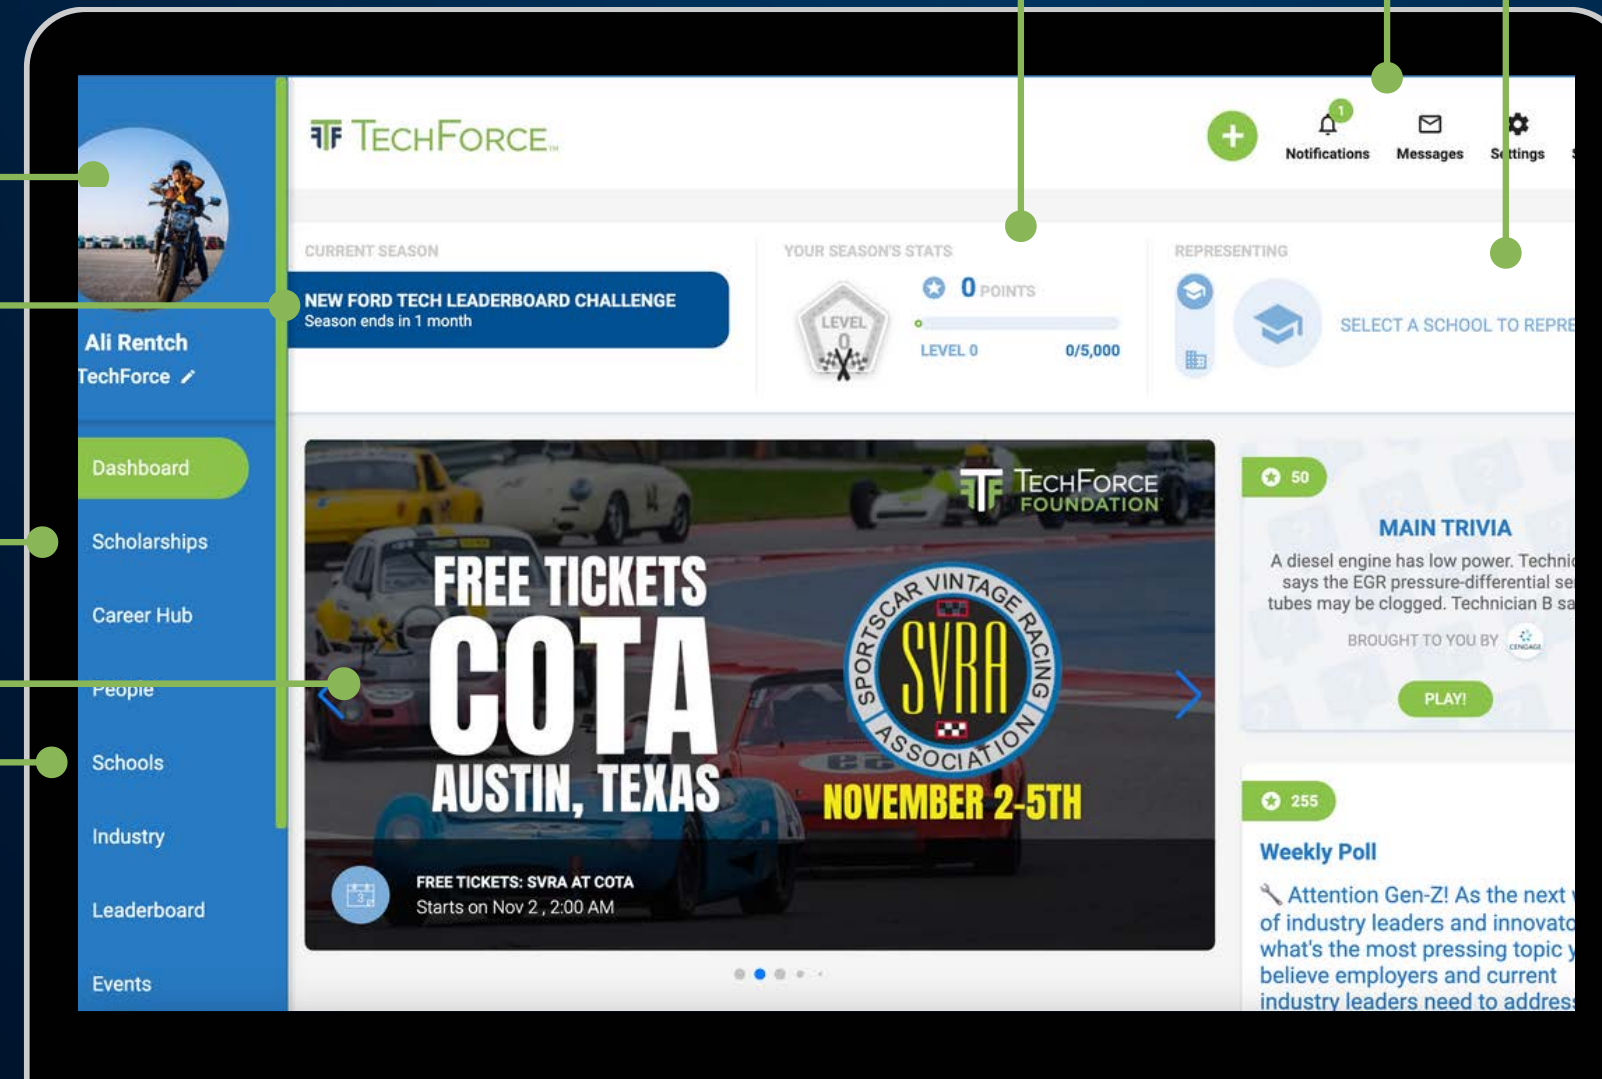 TECHFORCE™
1
Notifications
Messages
Settings
Ali Rentch
TechForce
Dashboard
Scholarships
Career Hub
People
Schools
Industry
Leaderboard
Events
CURRENT SEASON
NEW FORD TECH LEADERBOARD CHALLENGE
Season ends in 1 month
YOUR SEASON'S STATS
LEVEL
0
0 POINTS
LEVEL 0 0/5,000
REPRESENTING
SELECT A SCHOOL TO REPRE
TECHFORCE
FOUNDATION
FREE TICKETS
COTA
AUSTIN, TEXAS
SPORTSCAR VINTAGE RACING
SVRA
ASSOCIATION
NOVEMBER 2-5TH
3
FREE TICKETS: SVRA AT COTA
Starts on Nov 2 , 2:00 AM
50
MAIN TRIVIA
A diesel engine has low power. Technic
says the EGR pressure-differential se
tubes may be clogged. Technician B sa
BROUGHT TO YOU BY CENGAGE
PLAY!
255
Weekly Poll
Attention Gen-Z! As the next
of industry leaders and innovato
what's the most pressing topic y
believe employers and current
industry leaders need to address